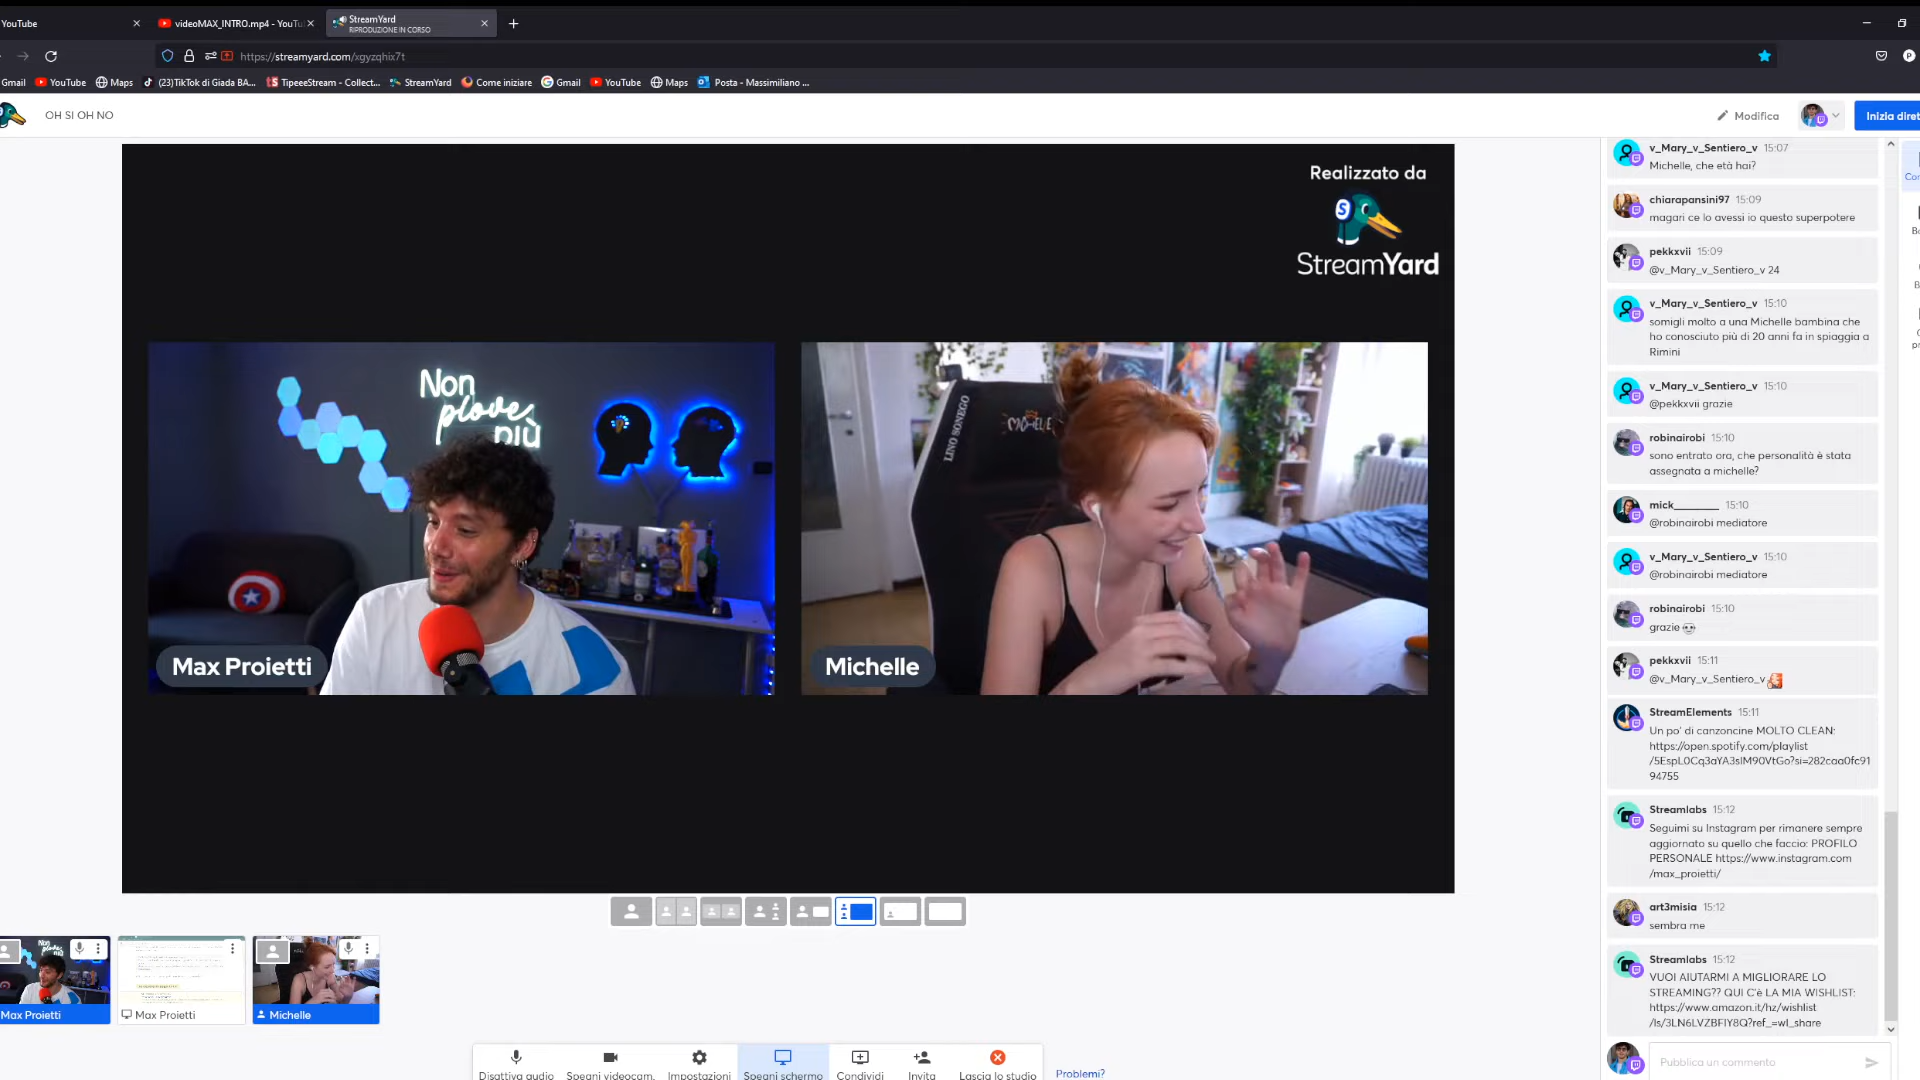 YouTube
videoMAX_INTRO.mp4 - YouTu
StreamYard
RIPRODUZIONE IN CORSO
https://streamyard.com/xgyzqhix7t
Gmail
YouTube
Maps
(23)TikTok di Giada BA...
TipeeeStream - Collect...
StreamYard
Come iniziare
Gmail
YouTube
Maps
Posta - Massimiliano ...
OH SI OH NO
Modifica
Inizia diret
Realizzato da
StreamYard
Non
piove
più
LINO SONEGO
MICHELLE
Max Proietti
Michelle
v_Mary_v_Sentiero_v 15:07
Michelle, che età hai?
chiarapansini97 15:09
magari ce lo avessi io questo superpotere
pekkxvii 15:09
@v_Mary_v_Sentiero_v 24
v_Mary_v_Sentiero_v 15:10
somigli molto a una Michelle bambina che
ho conosciuto più di 20 anni fa in spiaggia a
Rimini
v_Mary_v_Sentiero_v 15:10
@pekkxvii grazie
robinairobi 15:10
sono entrato ora, che personalità è stata
assegnata a michelle?
mick________ 15:10
@robinairobi mediatore
v_Mary_v_Sentiero_v 15:10
@robinairobi mediatore
robinairobi 15:10
grazie
pekkxvii 15:11
@v_Mary_v_Sentiero_v
StreamElements 15:11
Un po' di canzoncine MOLTO CLEAN:
https://open.spotify.com/playlist
/5EspL0Cq3aYA3slM90VtGo?si=282caa0fc91
94755
Streamlabs 15:12
Seguimi su Instagram per rimanere sempre
aggiornato su quello che faccio: PROFILO
PERSONALE https://www.instagram.com
/max_proietti/
art3misia 15:12
sembra me
Streamlabs 15:12
VUOI AIUTARMI A MIGLIORARE LO
STREAMING?? QUI C'è LA MIA WISHLIST:
https://www.amazon.it/hz/wishlist
/ls/3LN6LVZBFIY8Q?ref_=wl_share
Pubblica un commento
Max Proietti
Max Proietti
Michelle
Disattiva audio
Spegni videocam.
Impostazioni
Spegni schermo
Condividi
Invita
Lascia lo studio
Problemi?